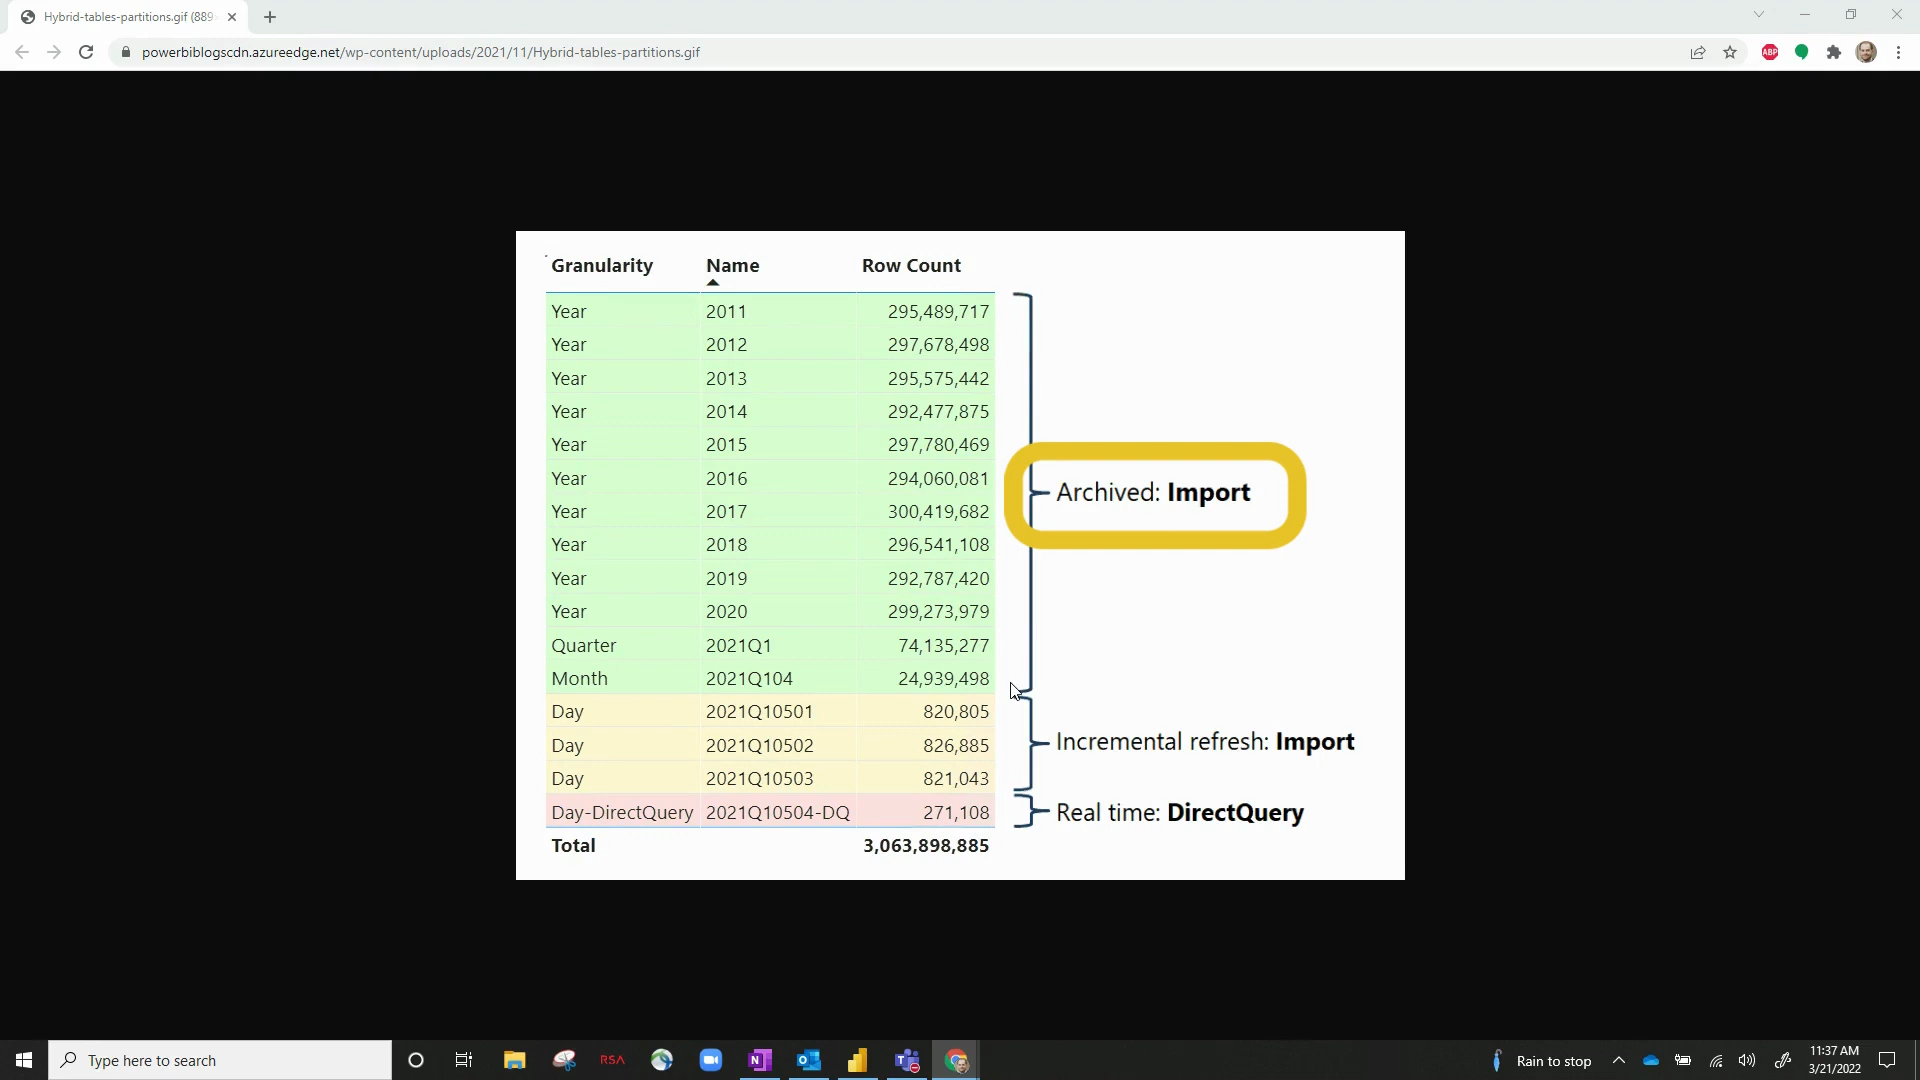 Hybrid-tables-partitions.gif (889
powerbiblogscdn.azureedge.net/wp-content/uploads/2021/11/Hybrid-tables-partitions.gif
ABP
Granularity Name Row Count
Year 2011 295,489,717
Year 2012 297,678,498
Year 2013 295,575,442
Year 2014 292,477,875
Year 2015 297,780,469
Year 2016 294,060,081
Archived: Import
Year 2017 300,419,682
Year 2018 296,541,108
Year 2019 292,787,420
Year 2020 299,273,979
Quarter 2021Q1 74,135,277
Month 2021Q104 24,939,498
Day 2021Q10501 820,805
Day 2021Q10502 826,885
Incremental refresh: Import
Day 2021Q10503 821,043
Day-DirectQuery 2021Q10504-DQ 271,108
Real time: DirectQuery
Total 3,063,898,885
Type here to search
RSA
Rain to stop
11:37 AM
3/21/2022